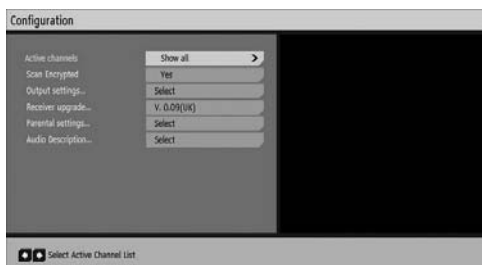 Configuration
Active channels Show all
Scan Encrypted Yes
Output settings... Select
Receiver upgrade... V. 0.09(UK)
Parental settings... Select
Audio Description... Select
Select Active Channel List